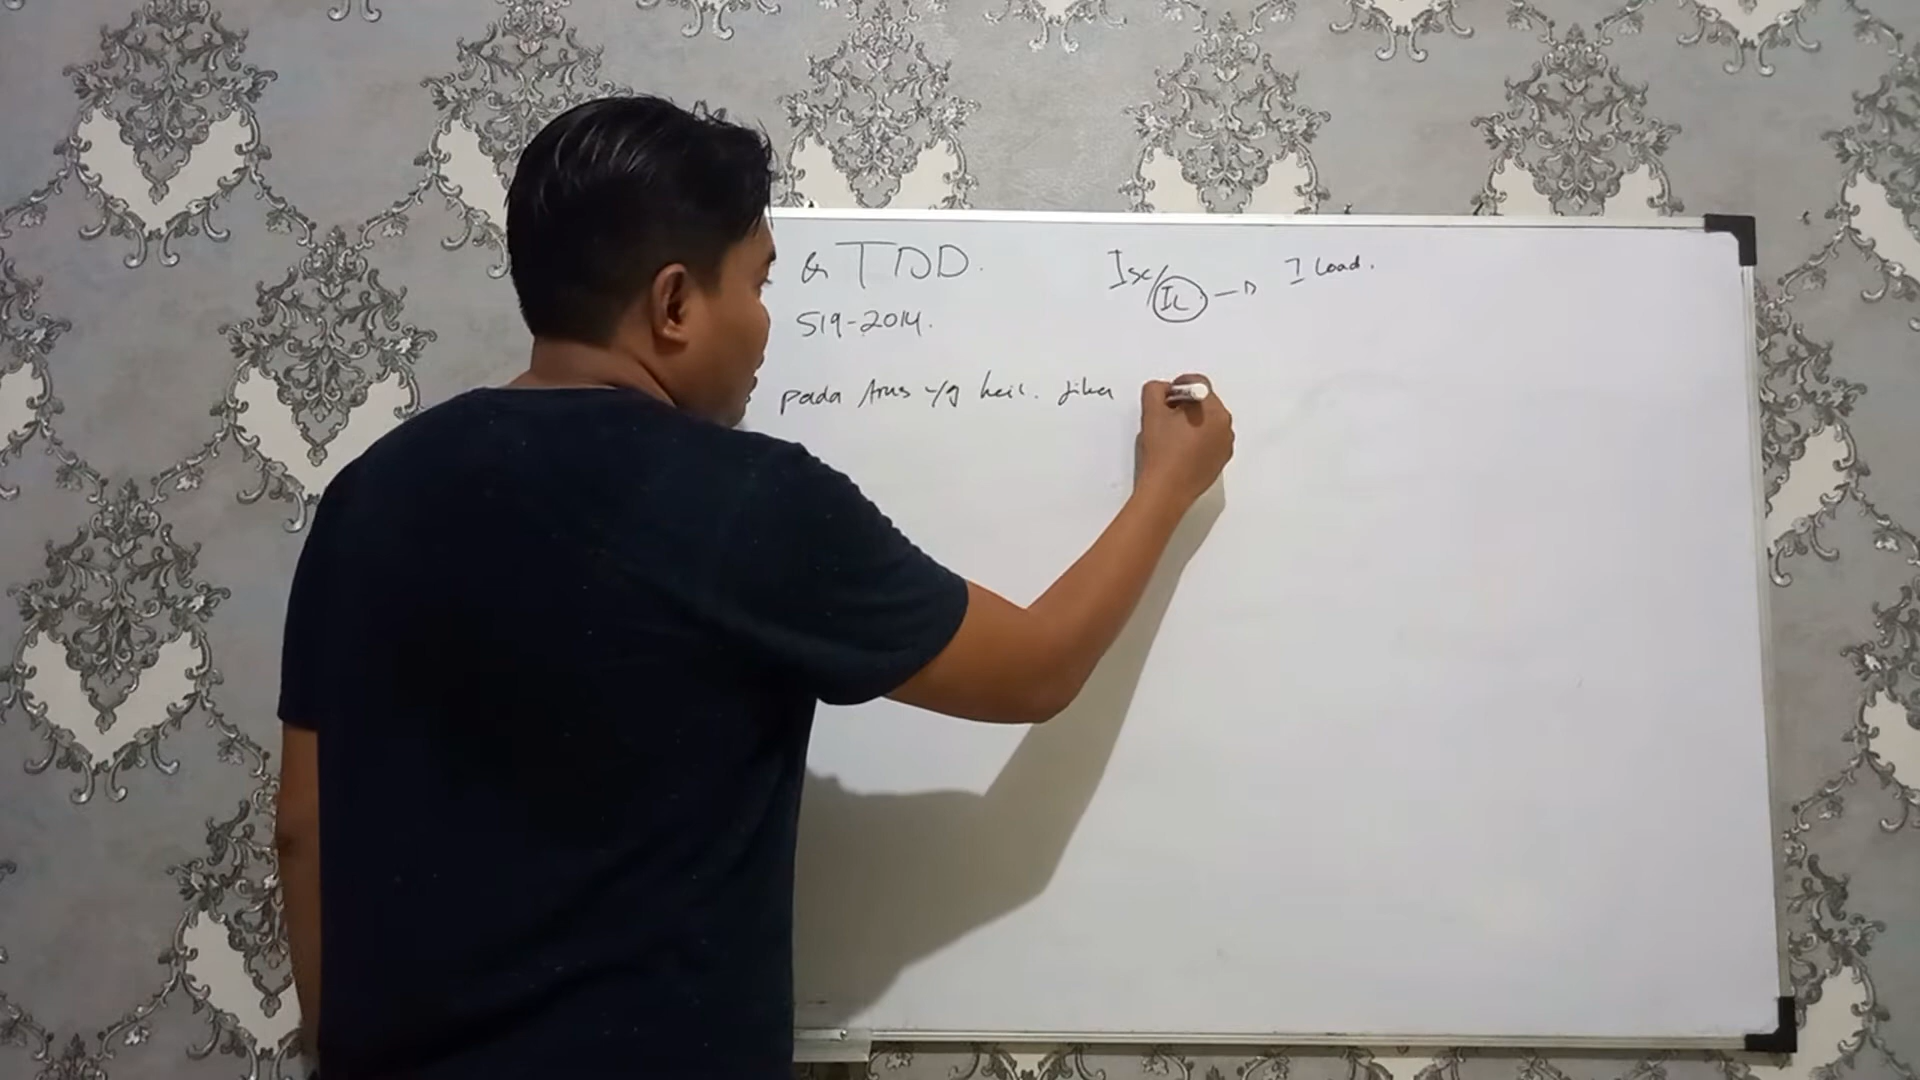 & TDD.
519-2014.
Isc/IL → I load.
pada Arus y/g kecil. Jika